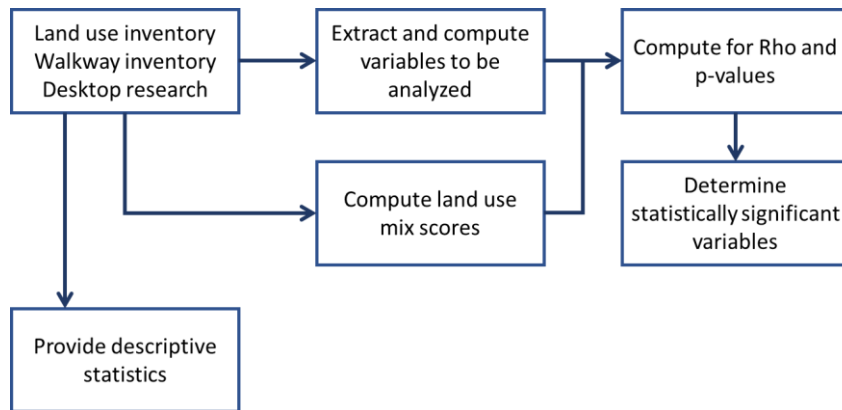 Land use inventory
Walkway inventory
Desktop research
Extract and compute
variables to be
analyzed
Compute for Rho and
p-values
Compute land use
mix scores
Determine
statistically significant
variables
Provide descriptive
statistics